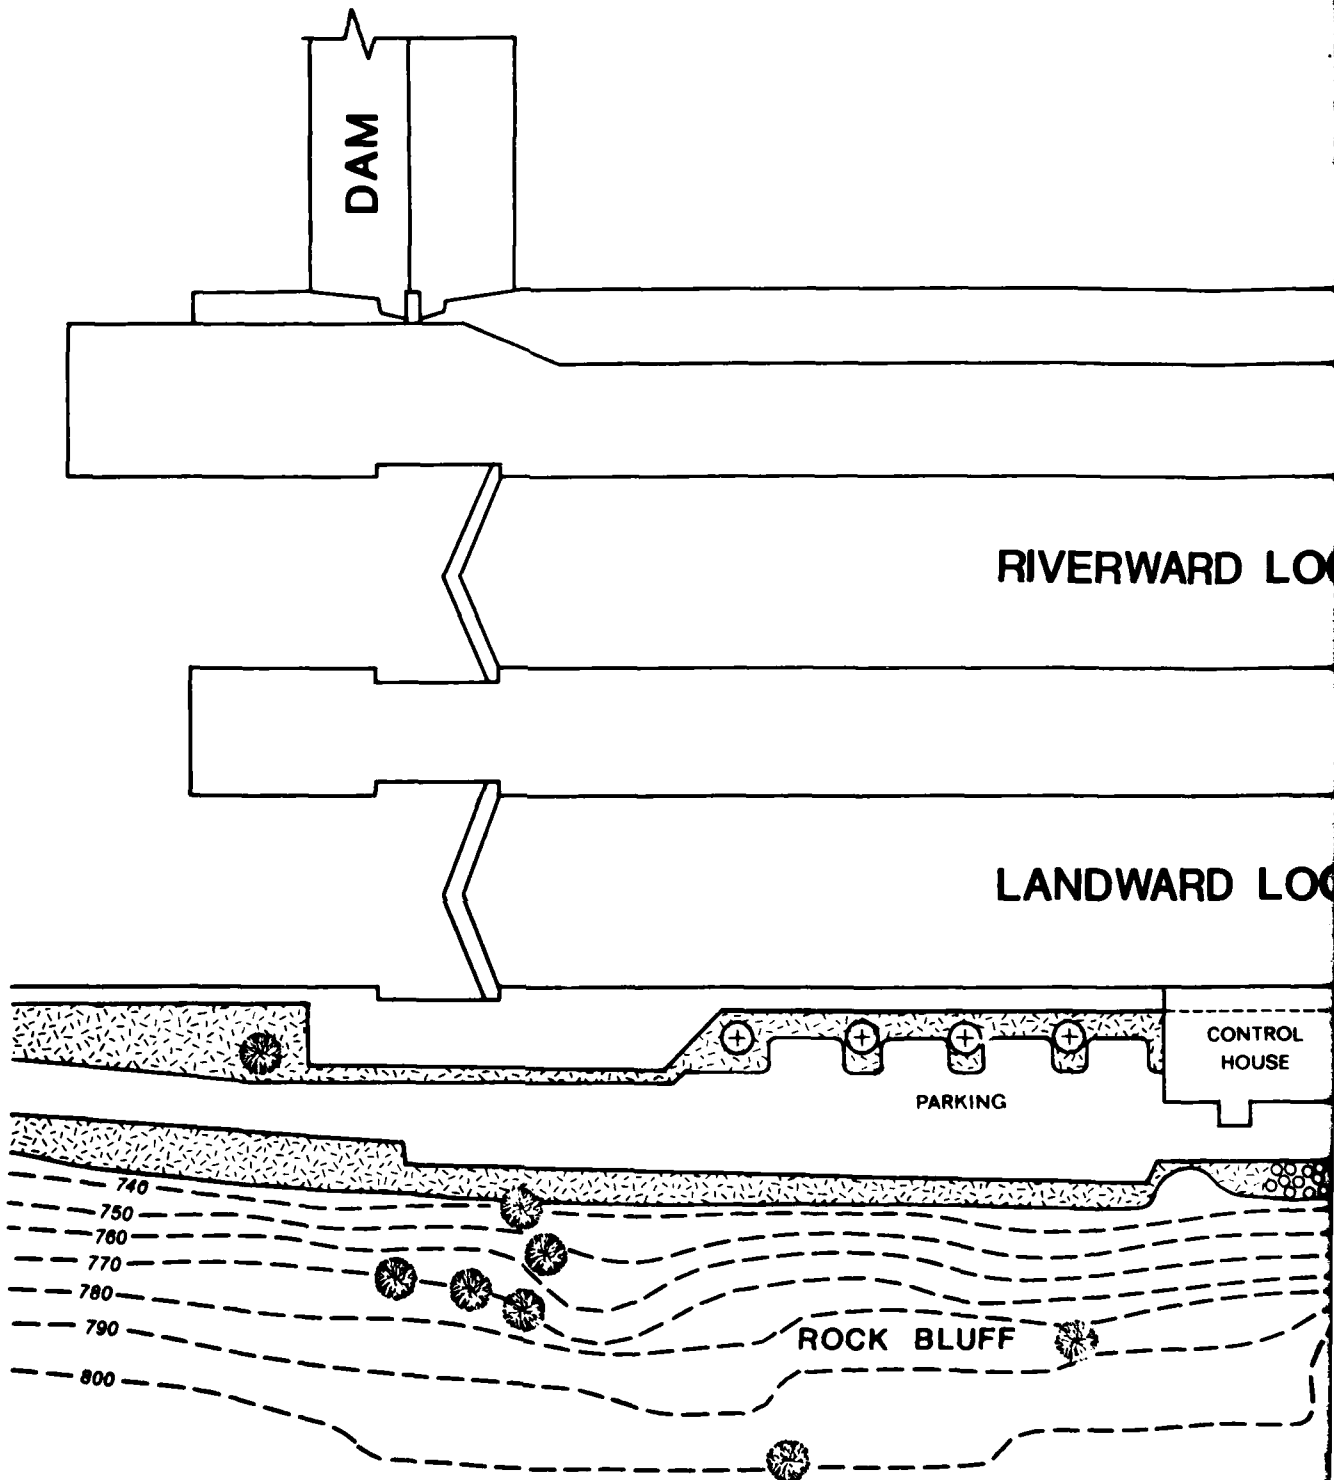 DAM
RIVERWARD LO
LANDWARD LO
CONTROL
HOUSE
PARKING
740
750
760
770
780
790
800
ROCK BLUFF